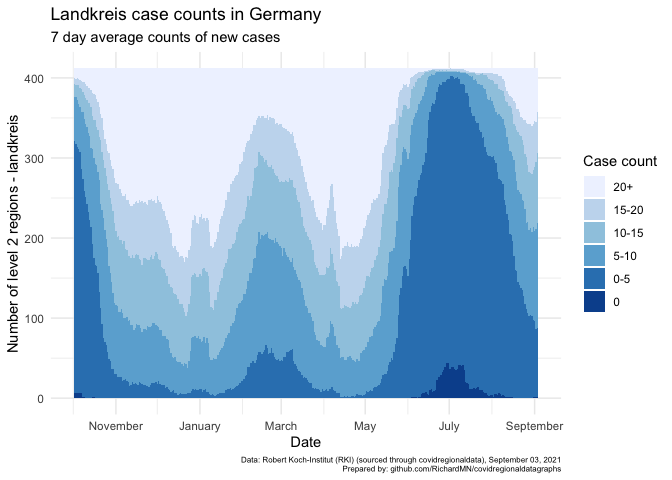 Landkreis case counts in Germany
7 day average counts of new cases
Number of level 2 regions - landkreis
400
300
200
100
0
November January March May July September
Date
Case count
20+
15-20
10-15
5-10
0-5
0
Data: Robert Koch-Institut (RKI) (sourced through covidregionaldata), September 03, 2021
Prepared by: github.com/RichardMN/covidregionaldatagraphs